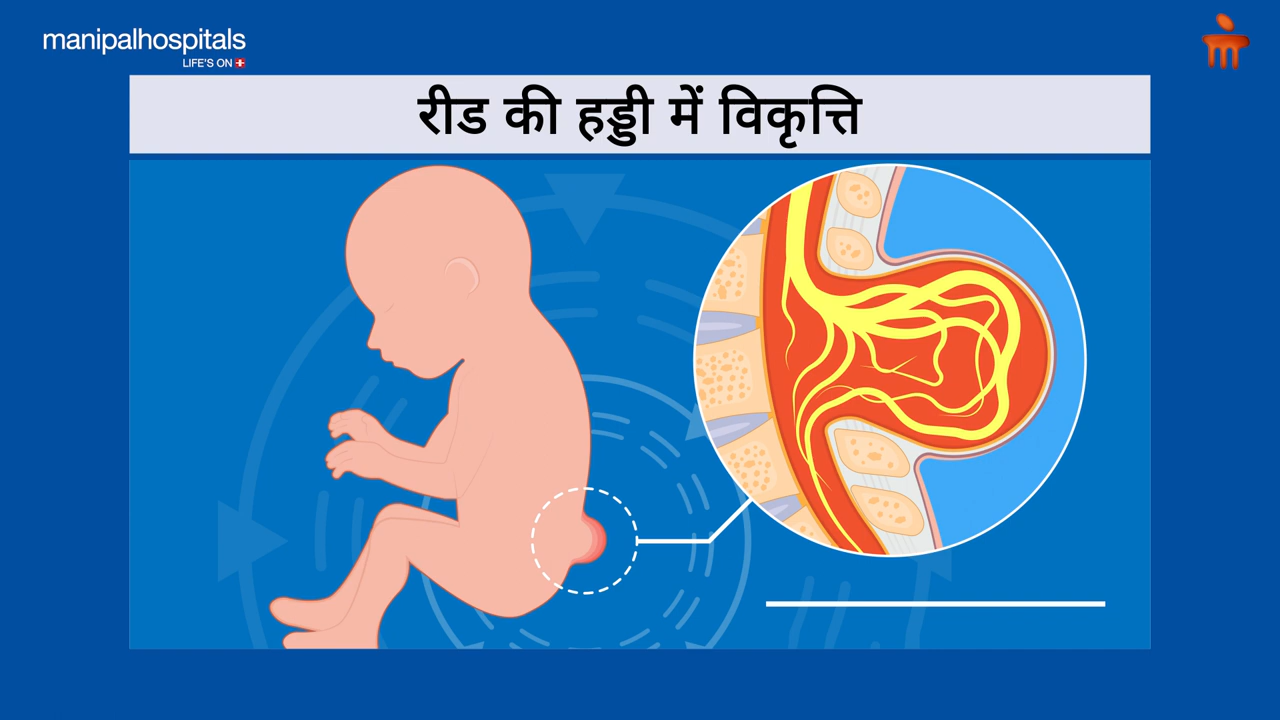 manipalhospitals
LIFE'S ON
रीड की हड्डी में विकृत्ति